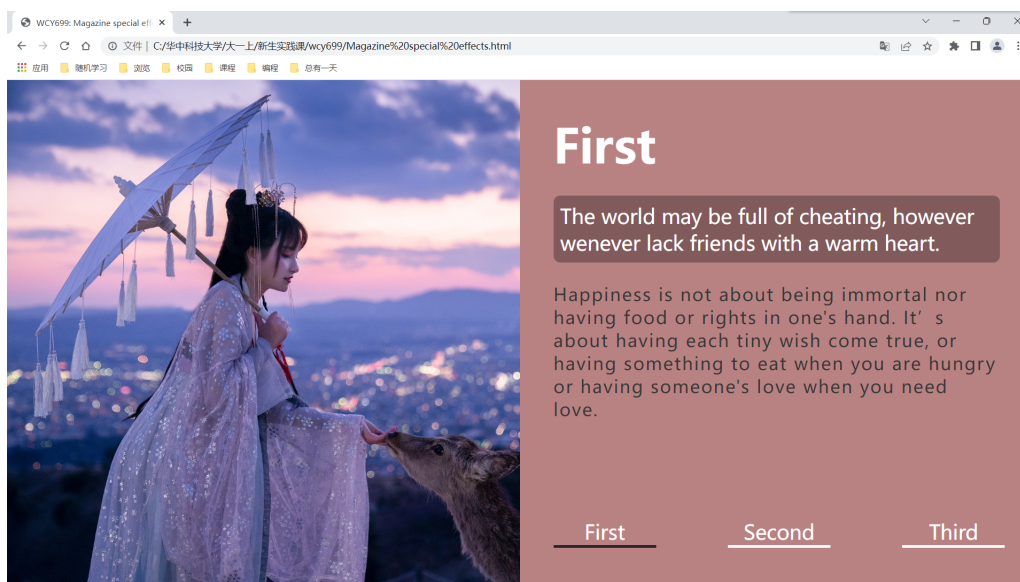 WCY699: Magazine special eff
文件 | C:/华中科技大学/大一上/新生实践课/wcy699/Magazine%20special%20effects.html
应用 随机学习 浏览 校园 课程 编程 总有一天
First
The world may be full of cheating, however
wenever lack friends with a warm heart.
Happiness is not about being immortal nor
having food or rights in one's hand. It’s
about having each tiny wish come true, or
having something to eat when you are hungry
or having someone's love when you need
love.
First Second Third